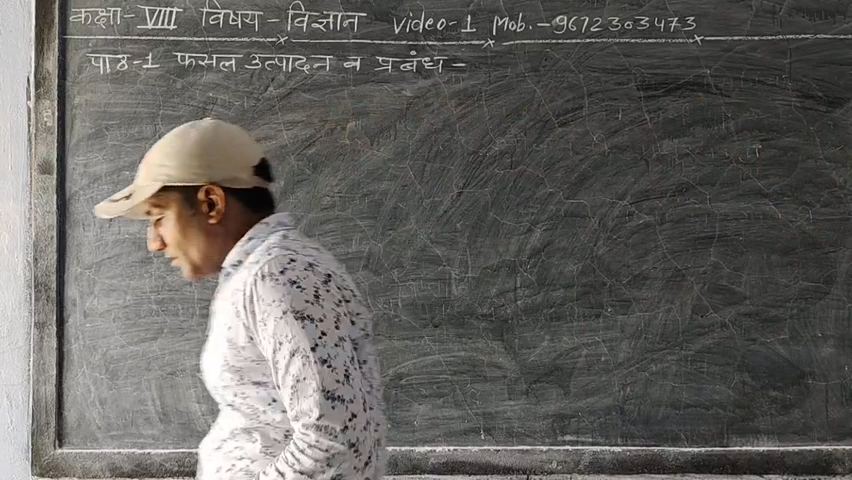 कक्षा- VIII विषय - विज्ञान video-1 Mob. - 9672303473
पाठ-1 फसल उत्पादन व प्रबंध -